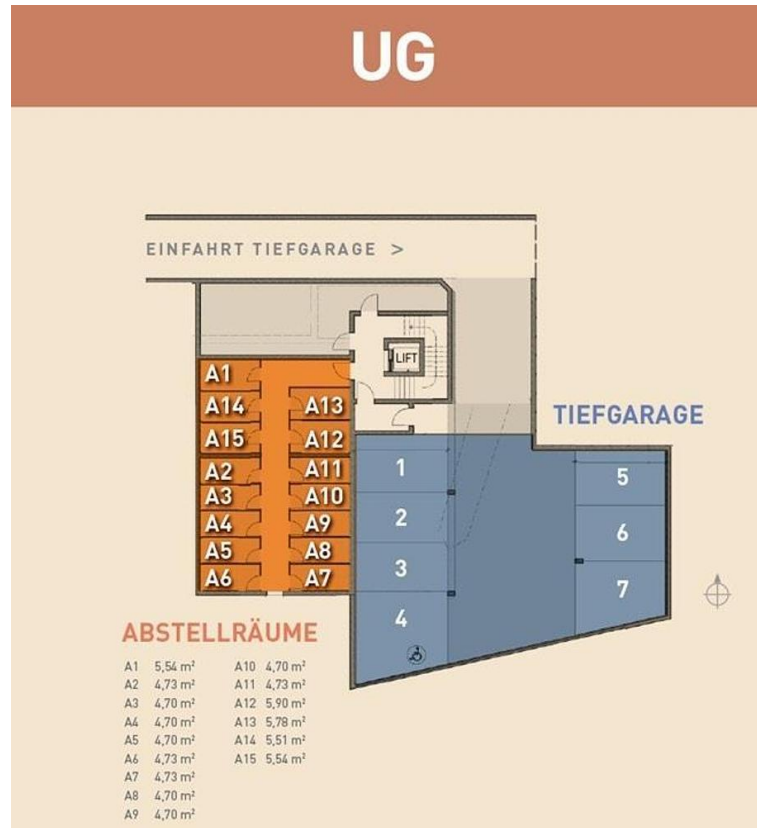 UG
EINFAHRT TIEFGARAGE >
LIFT
A1
A14
A13
A15
A12
A2
A11
A3
A10
A4
A9
A5
A8
A6
A7
TIEFGARAGE
1
2
3
4
5
6
7
ABSTELLRÄUME
A1 5,54 m²
A2 4,73 m²
A3 4,70 m²
A4 4,70 m²
A5 4,70 m²
A6 4,73 m²
A7 4,73 m²
A8 4,70 m²
A9 4,70 m²
A10 4,70 m²
A11 4,73 m²
A12 5,90 m²
A13 5,78 m²
A14 5,51 m²
A15 5,54 m²